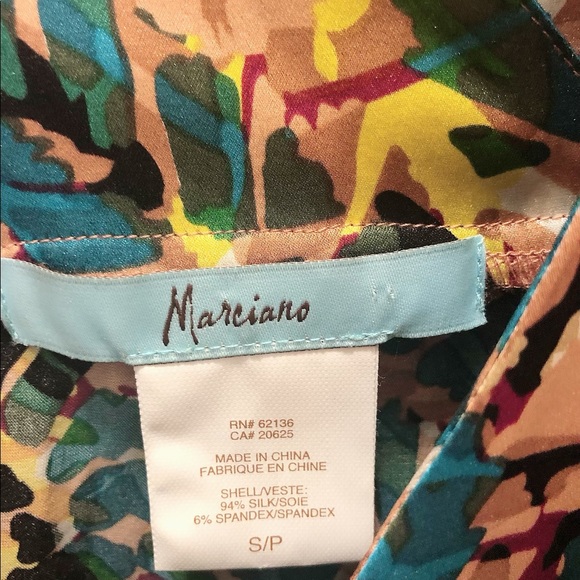 Marciano
RN# 62136
CA# 20625
MADE IN CHINA
FABRIQUE EN CHINE
SHELL/VESTE:
94% SILK/SOIE
6% SPANDEX/SPANDEX
S/P